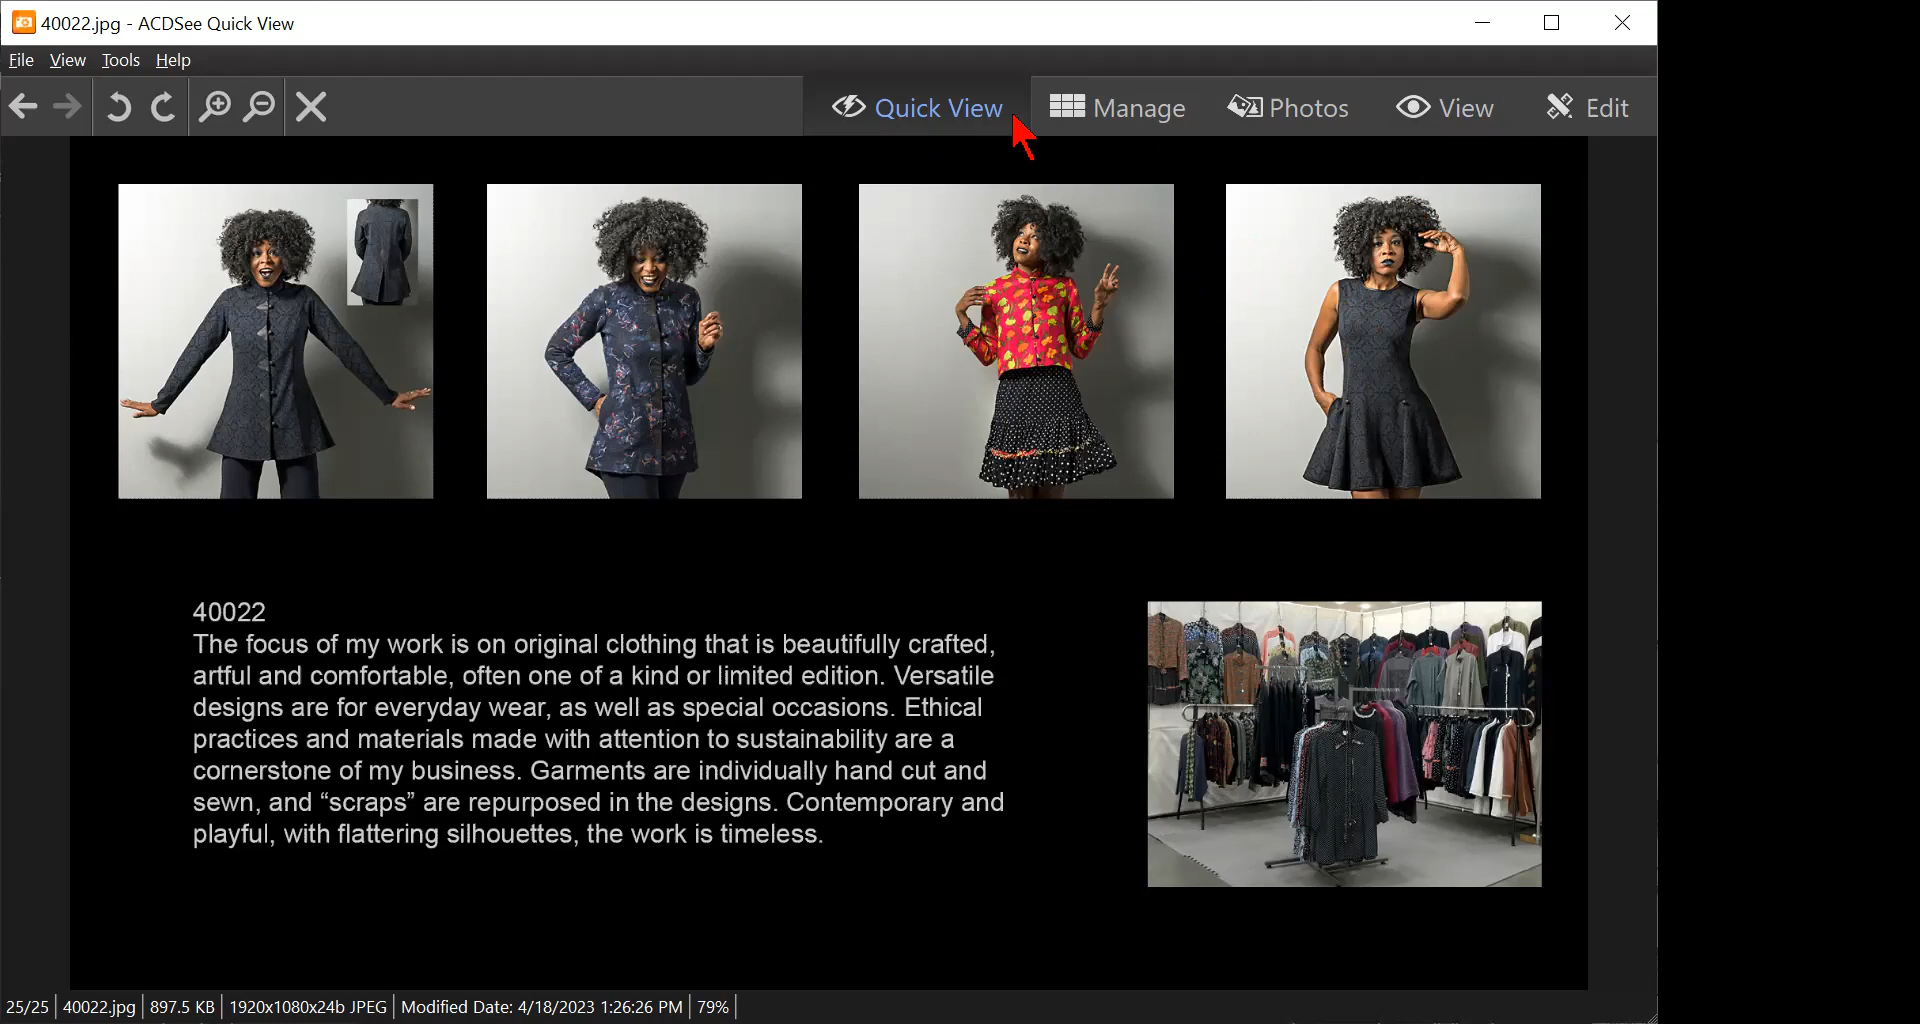 40022.jpg - ACDSee Quick View
File View Tools Help
Quick View Manage Photos View Edit
40022
The focus of my work is on original clothing that is beautifully crafted,
artful and comfortable, often one of a kind or limited edition. Versatile
designs are for everyday wear, as well as special occasions. Ethical
practices and materials made with attention to sustainability are a
cornerstone of my business. Garments are individually hand cut and
sewn, and “scraps” are repurposed in the designs. Contemporary and
playful, with flattering silhouettes, the work is timeless.
25/25 40022.jpg 897.5 KB 1920x1080x24b JPEG Modified Date: 4/18/2023 1:26:26 PM 79%